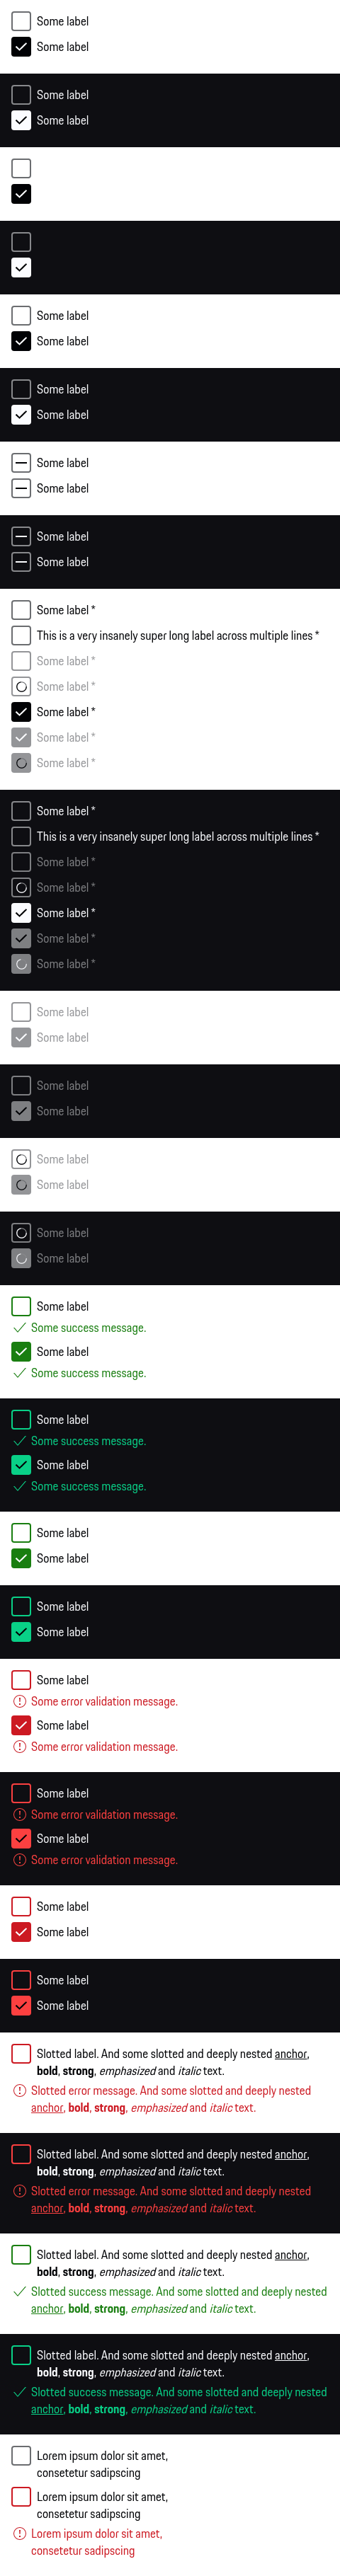 Some label
Some label
Some label
Some label
Some label
Some label
Some label
Some label
Some label
Some label
Some label
Some label
Some label *
This is a very insanely super long label across multiple lines *
Some label *
Some label *
Some label *
Some label *
Some label *
Some label *
This is a very insanely super long label across multiple lines *
Some label *
Some label *
Some label *
Some label *
Some label *
Some label
Some label
Some label
Some label
Some label
Some label
Some label
Some label
Some label
Some success message.
Some label
Some success message.
Some label
Some success message.
Some label
Some success message.
Some label
Some label
Some label
Some label
Some label
Some error validation message.
Some label
Some error validation message.
Some label
Some error validation message.
Some label
Some error validation message.
Some label
Some label
Some label
Some label
Slotted label. And some slotted and deeply nested anchor,
bold, strong, emphasized and italic text.
Slotted error message. And some slotted and deeply nested
anchor, bold, strong, emphasized and italic text.
Slotted label. And some slotted and deeply nested anchor,
bold, strong, emphasized and italic text.
Slotted error message. And some slotted and deeply nested
anchor, bold, strong, emphasized and italic text.
Slotted label. And some slotted and deeply nested anchor,
bold, strong, emphasized and italic text.
Slotted success message. And some slotted and deeply nested
anchor, bold, strong, emphasized and italic text.
Slotted label. And some slotted and deeply nested anchor,
bold, strong, emphasized and italic text.
Slotted success message. And some slotted and deeply nested
anchor, bold, strong, emphasized and italic text.
Lorem ipsum dolor sit amet,
consetetur sadipscing
Lorem ipsum dolor sit amet,
consetetur sadipscing
Lorem ipsum dolor sit amet,
consetetur sadipscing